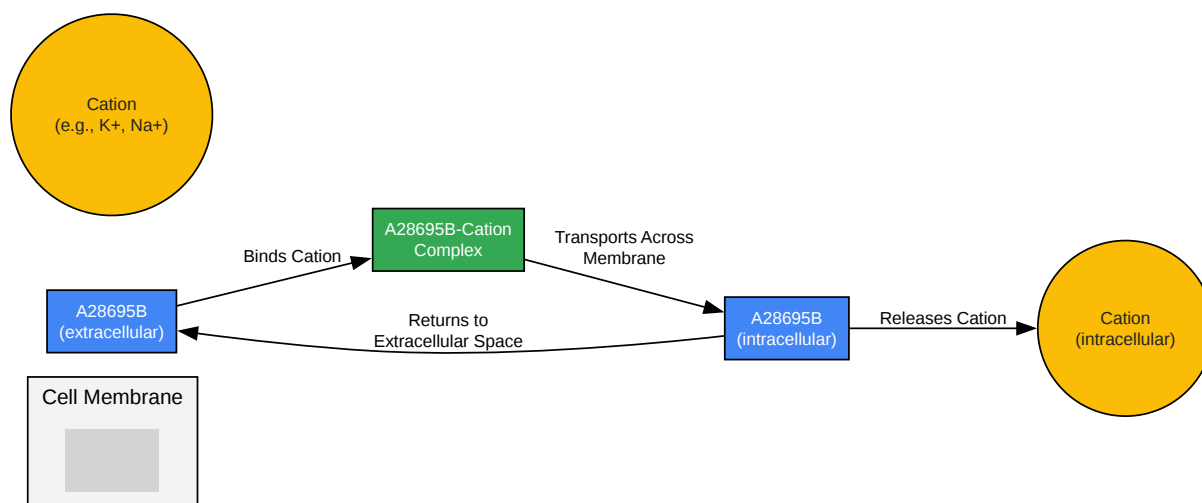 Cation
(e.g., K+, Na+)
A28695B-Cation
Complex
Transports Across
Membrane
Binds Cation
A28695B
(extracellular)
Returns to
Extracellular Space
A28695B
(intracellular)
Releases Cation
Cation
(intracellular)
Cell Membrane